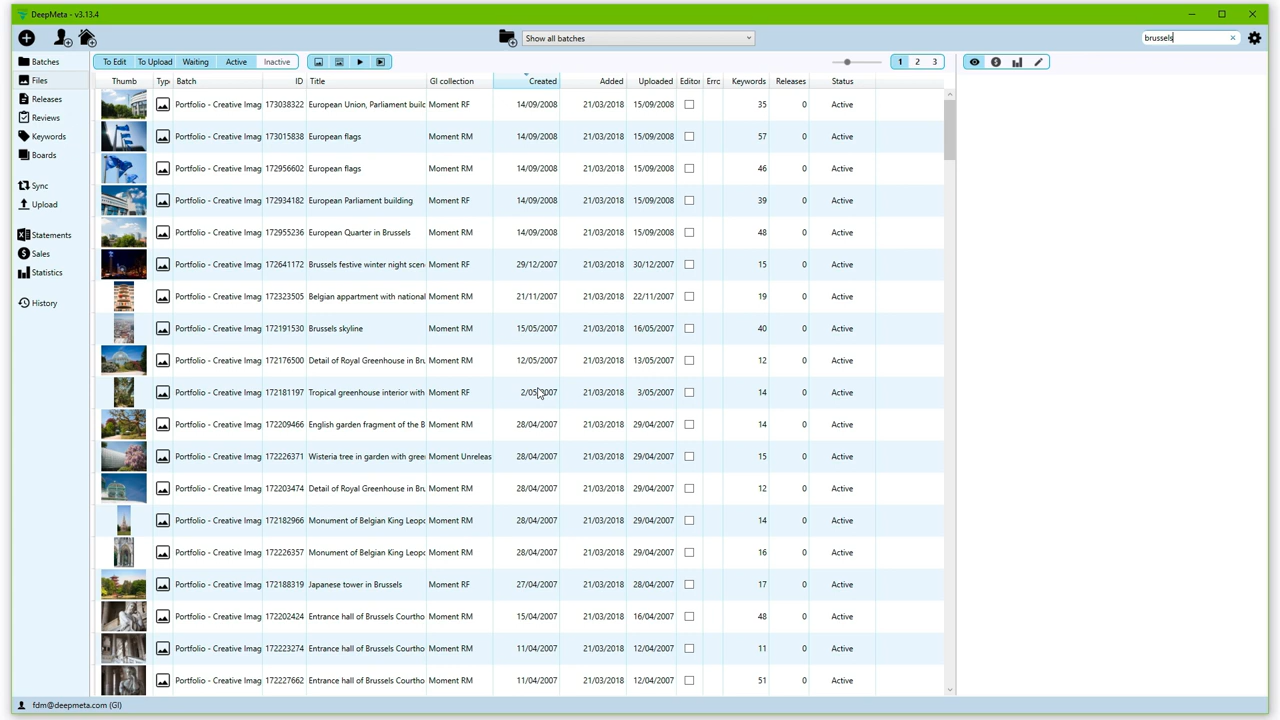 DeepMeta - v3.13.4
Show all batches
brussels
Batches
Files
Releases
Reviews
Keywords
Boards
Sync
Upload
Statements
Sales
Statistics
History
To Edit To Upload Waiting Active Inactive 1 2 3
Thumb Typ Batch ID Title GI collection Created Added Uploaded Editor Errc Keywords Releases Status
Portfolio - Creative Imag 173038322 European Union, Parliament builc Moment RF 14/09/2008 21/03/2018 15/09/2008 35 0 Active
Portfolio - Creative Imag 173015838 European flags Moment RM 14/09/2008 21/03/2018 15/09/2008 57 0 Active
Portfolio - Creative Imag 172956602 European flags Moment RM 14/09/2008 21/03/2018 15/09/2008 46 0 Active
Portfolio - Creative Imag 172934182 European Parliament building Moment RF 14/09/2008 21/03/2018 15/09/2008 39 0 Active
Portfolio - Creative Imag 172955236 European Quarter in Brussels Moment RM 14/09/2008 21/03/2018 15/09/2008 48 0 Active
Portfolio - Creative Imag 172641172 Brussels festive winter night scen Moment RF 29/12/2007 21/03/2018 30/12/2007 15 0 Active
Portfolio - Creative Imag 172323505 Belgian appartment with national Moment RM 21/11/2007 21/03/2018 22/11/2007 19 0 Active
Portfolio - Creative Imag 172191530 Brussels skyline Moment RM 15/05/2007 21/03/2018 16/05/2007 40 0 Active
Portfolio - Creative Imag 172176500 Detail of Royal Greenhouse in Bru Moment RM 12/05/2007 21/03/2018 13/05/2007 12 0 Active
Portfolio - Creative Imag 172181197 Tropical greenhouse interior with Moment RF 2/05/2007 21/03/2018 3/05/2007 14 0 Active
Portfolio - Creative Imag 172209466 English garden fragment of the B Moment RM 28/04/2007 21/03/2018 29/04/2007 14 0 Active
Portfolio - Creative Imag 172226371 Wisteria tree in garden with gree Moment Unreleas 28/04/2007 21/03/2018 29/04/2007 15 0 Active
Portfolio - Creative Imag 172203474 Detail of Royal Greenhouse in Bru Moment RM 28/04/2007 21/03/2018 29/04/2007 12 0 Active
Portfolio - Creative Imag 172182966 Monument of Belgian King Leopo Moment RM 28/04/2007 21/03/2018 29/04/2007 14 0 Active
Portfolio - Creative Imag 172226357 Monument of Belgian King Leopo Moment RM 28/04/2007 21/03/2018 29/04/2007 16 0 Active
Portfolio - Creative Imag 172188319 Japanese tower in Brussels Moment RF 27/04/2007 21/03/2018 28/04/2007 17 0 Active
Portfolio - Creative Imag 172202424 Entrance hall of Brussels Courtho Moment RM 15/04/2007 21/03/2018 16/04/2007 48 0 Active
Portfolio - Creative Imag 172223274 Entrance hall of Brussels Courtho Moment RM 11/04/2007 21/03/2018 12/04/2007 11 0 Active
Portfolio - Creative Imag 172227662 Entrance hall of Brussels Courtho Moment RM 11/04/2007 21/03/2018 12/04/2007 51 0 Active
fdm@deepmeta.com (GI)